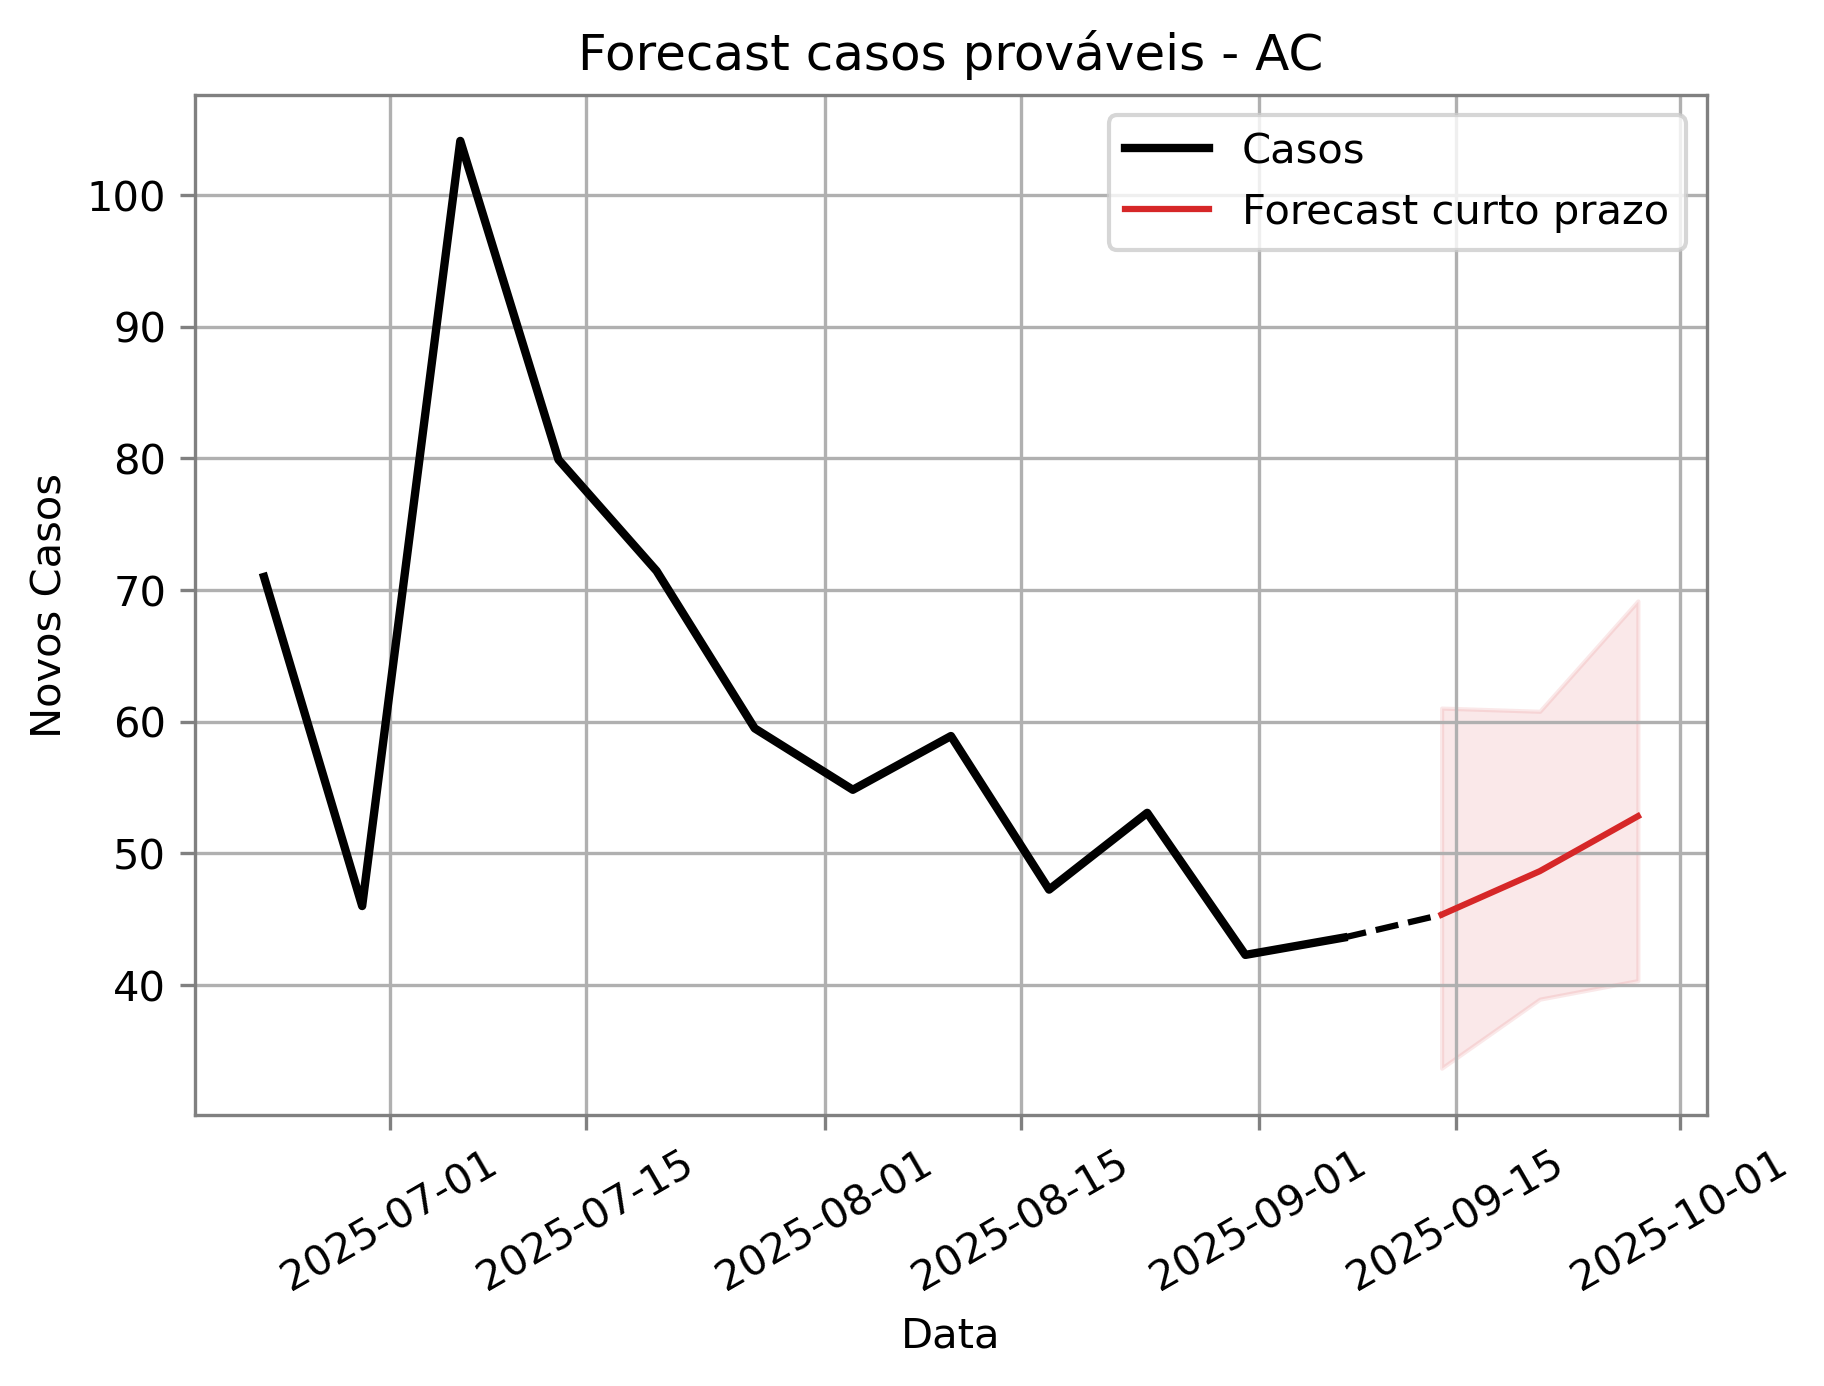 Forecast casos prováveis - AC
Casos
Forecast curto prazo
Novos Casos
100
90
80
70
60
50
40
2025-07-01
2025-07-15
2025-08-01
2025-08-15
2025-09-01
2025-09-15
2025-10-01
Data